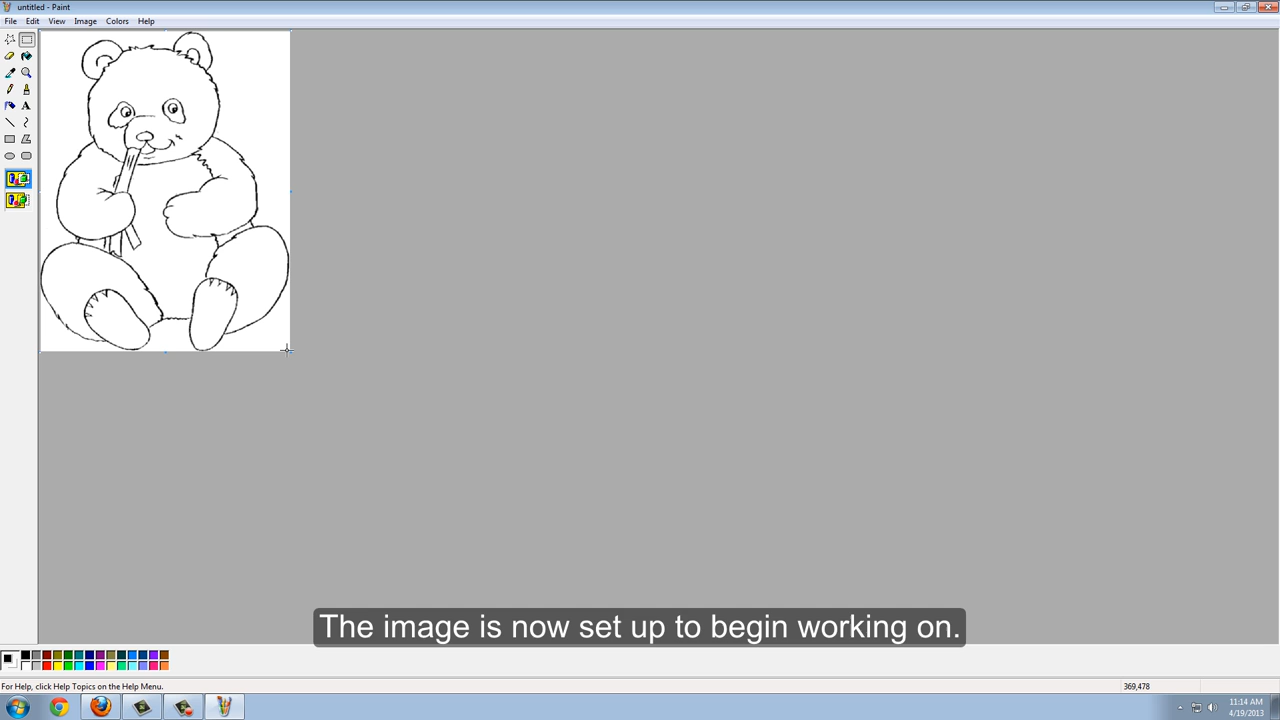 untitled - Paint
File Edit View Image Colors Help
A
The image is now set up to begin working on.
For Help, click Help Topics on the Help Menu.
369,478
11:14 AM
4/19/2013